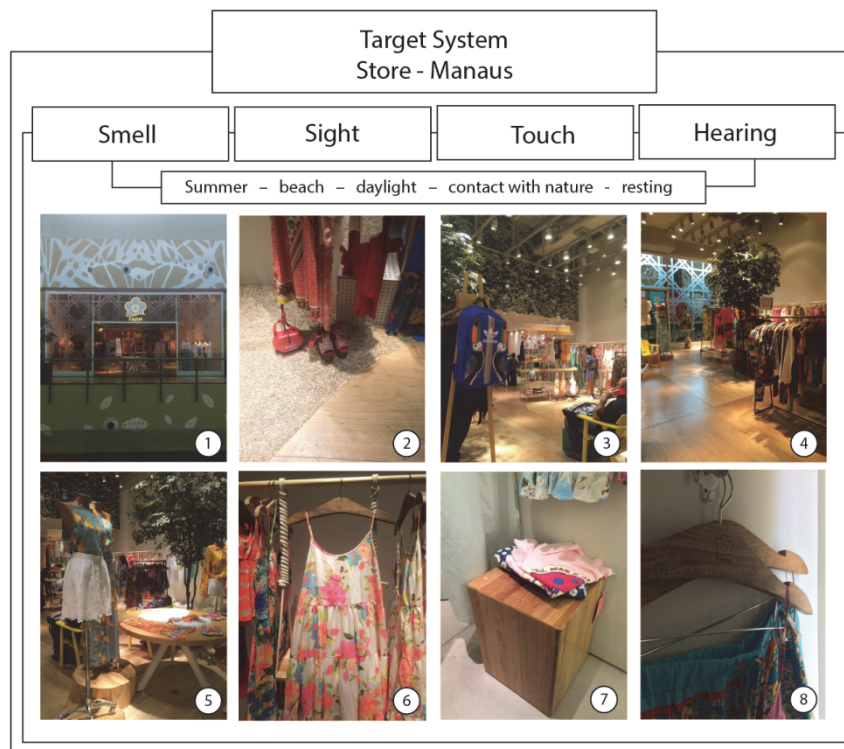 Target System
Store - Manaus
Smell
Sight
Touch
Hearing
Summer – beach – daylight – contact with nature - resting
1
2
3
4
5
6
7
8